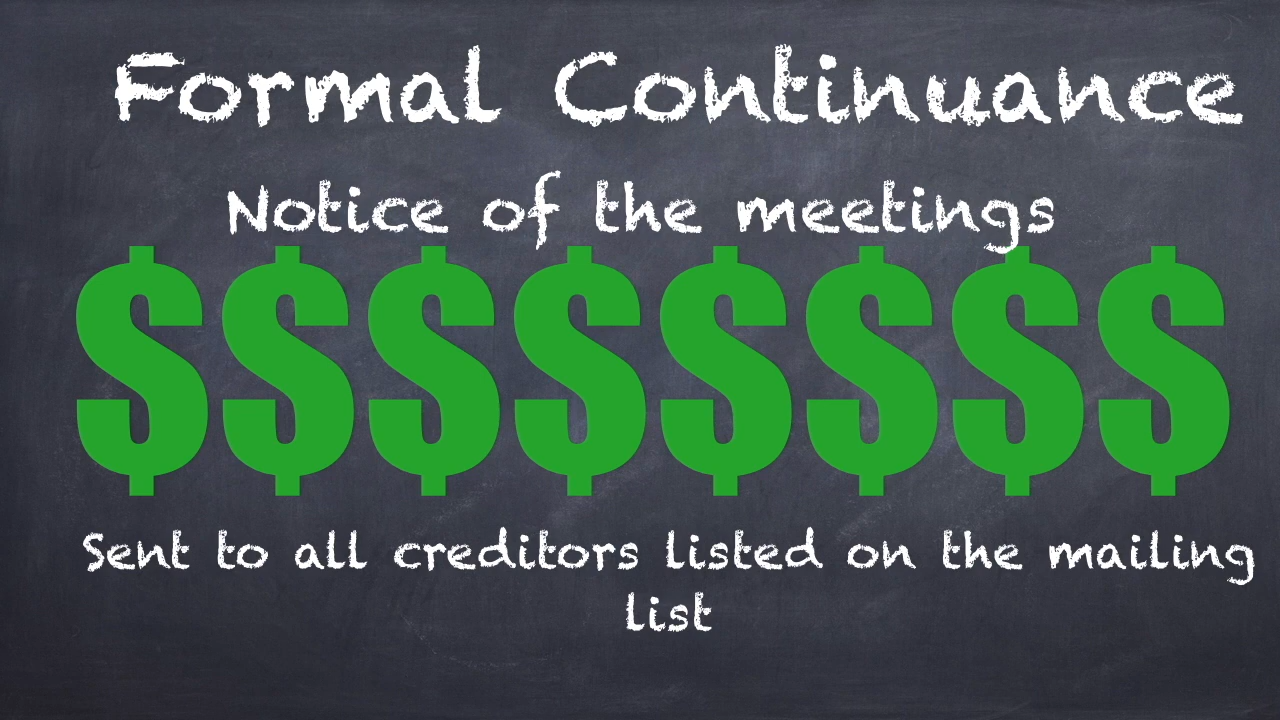 Formal Continuance
Notice of the meetings
$$$$$$$$
Sent to all creditors listed on the mailing
list